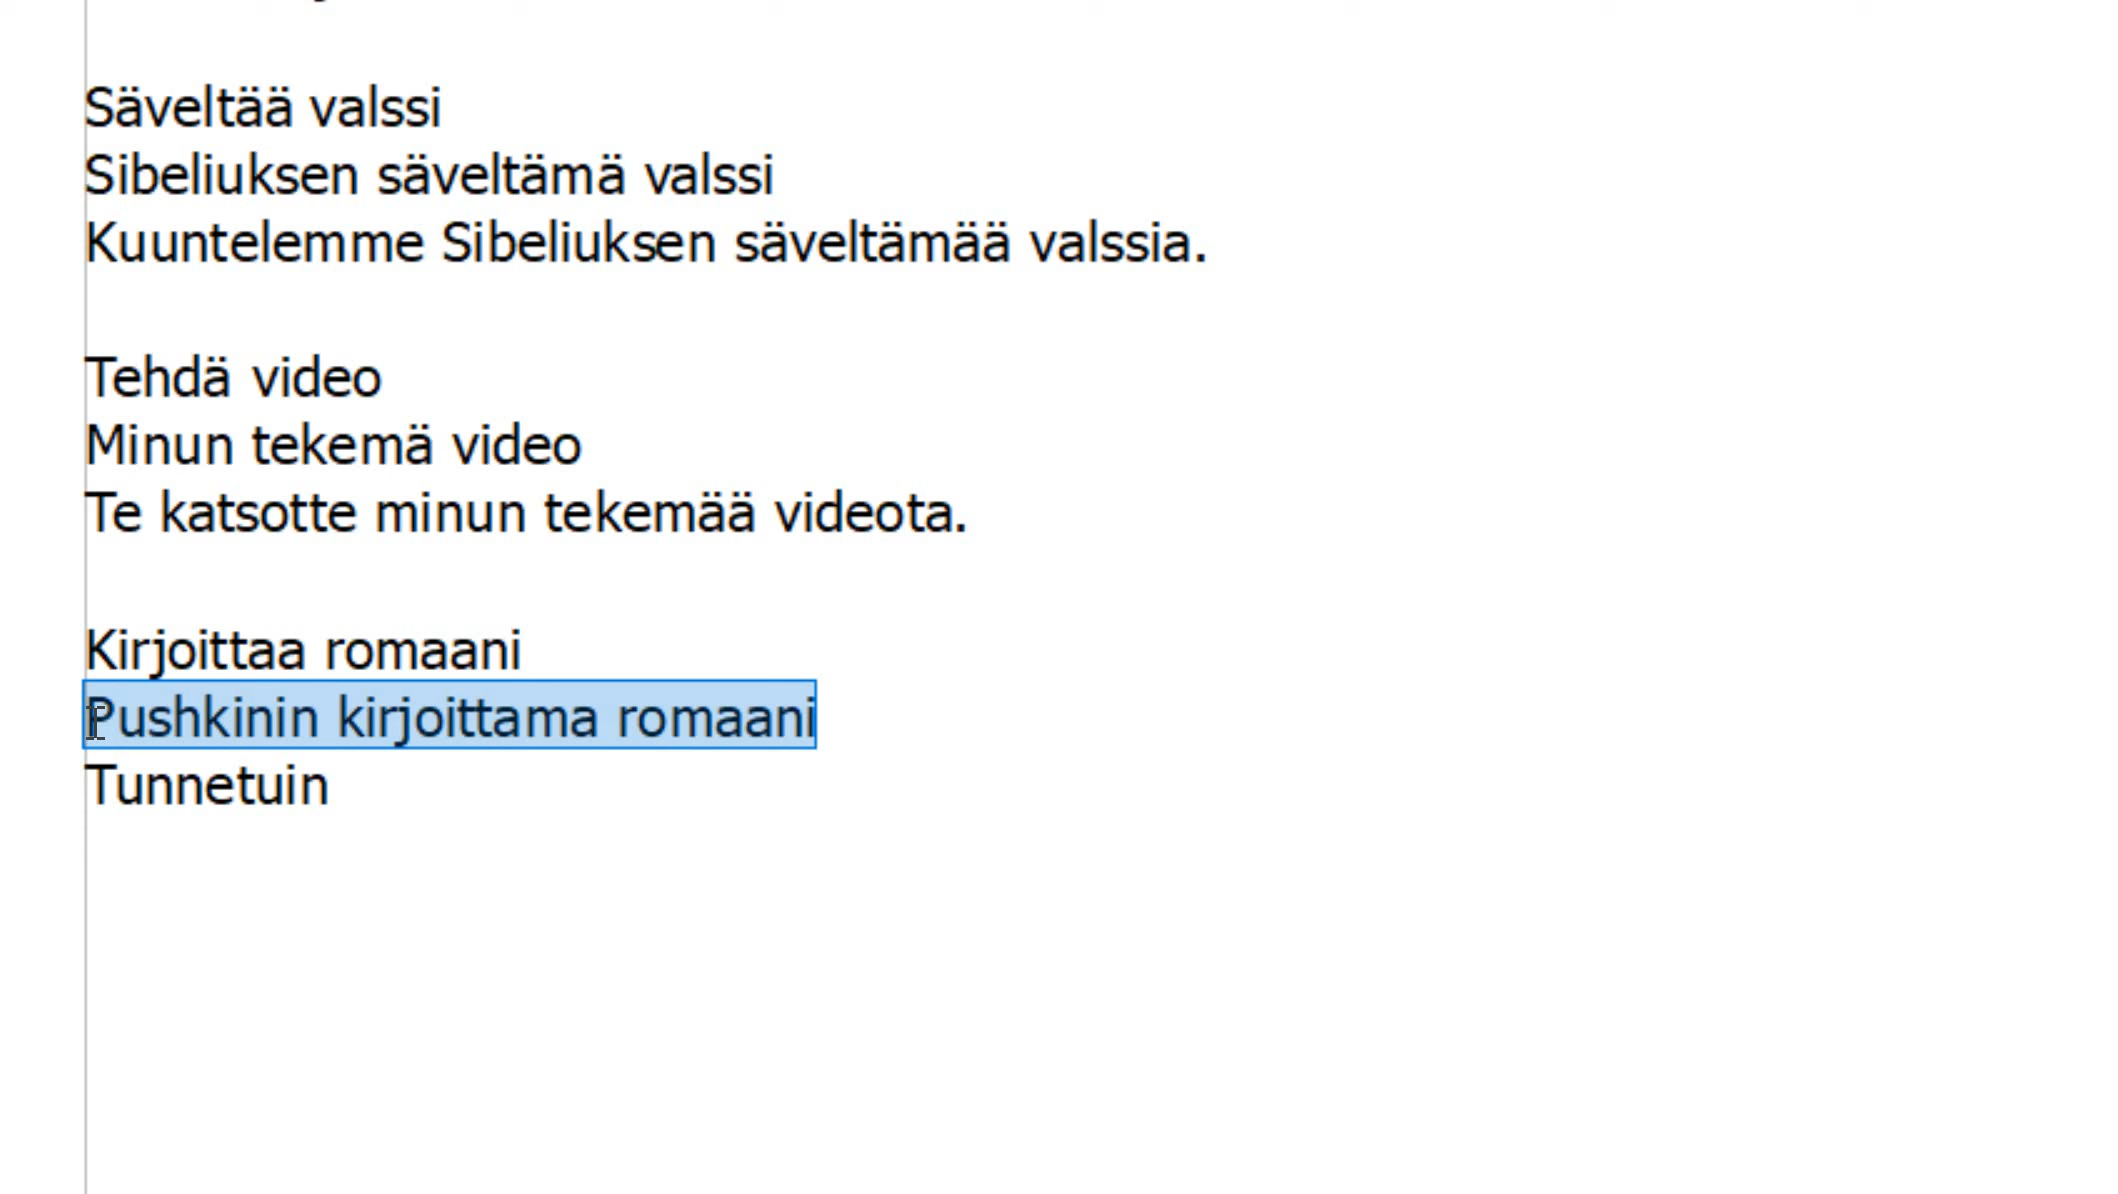 Säveltää valssi
Sibeliuksen säveltämä valssi
Kuuntelemme Sibeliuksen säveltämää valssia.
Tehdä video
Minun tekemä video
Te katsotte minun tekemää videota.
Kirjoittaa romaani
Pushkinin kirjoittama romaani
Tunnetuin